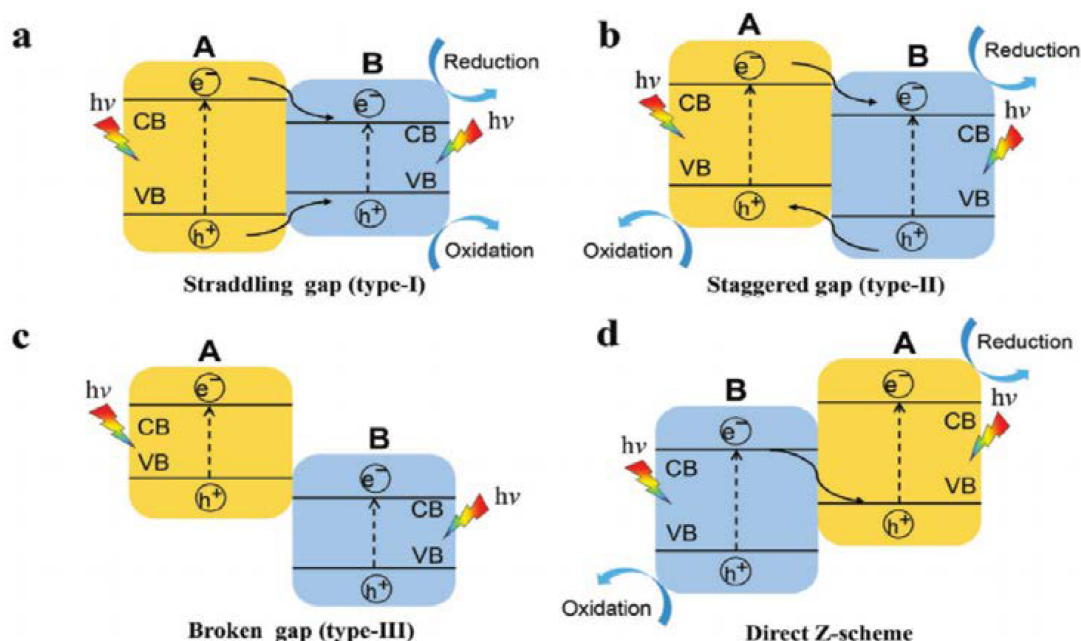 a
A
B
Reduction
e⁻
e⁻
hν
CB
CB
hν
VB
VB
h⁺
h⁺
Oxidation
Straddling gap (type-I)
b
A
B
Reduction
e⁻
e⁻
hν
CB
CB
hν
VB
VB
h⁺
h⁺
Oxidation
Staggered gap (type-II)
c
A
e⁻
hν
CB
VB
B
h⁺
e⁻
hν
CB
VB
h⁺
Broken gap (type-III)
d
A
Reduction
B
e⁻
hν
e⁻
hν
CB
CB
VB
VB
h⁺
h⁺
Oxidation
Direct Z-scheme